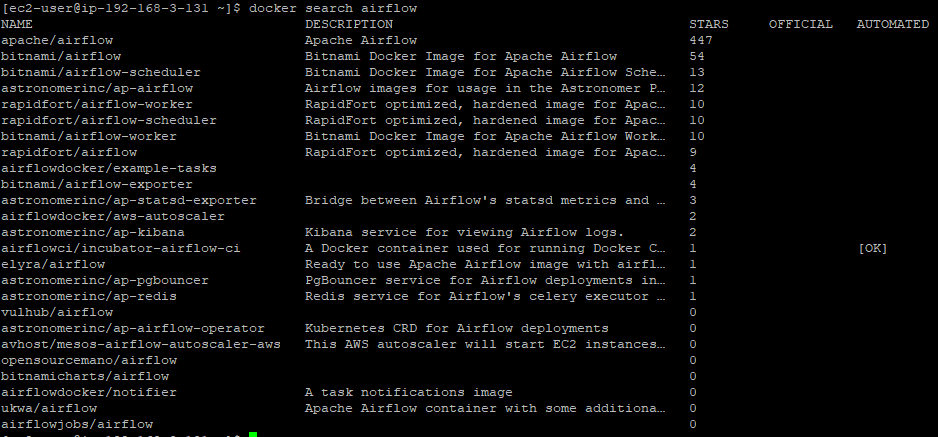 [ec2-user@ip-192-168-3-131 ~]$ docker search airflow
NAME DESCRIPTION STARS OFFICIAL AUTOMATED
apache/airflow Apache Airflow 447
bitnami/airflow Bitnami Docker Image for Apache Airflow 54
bitnami/airflow-scheduler Bitnami Docker Image for Apache Airflow Sche… 13
astronomerinc/ap-airflow Airflow images for usage in the Astronomer P… 12
rapidfort/airflow-worker RapidFort optimized, hardened image for Apac… 10
rapidfort/airflow-scheduler RapidFort optimized, hardened image for Apac… 10
bitnami/airflow-worker Bitnami Docker Image for Apache Airflow Work… 10
rapidfort/airflow RapidFort optimized, hardened image for Apac… 9
airflowdocker/example-tasks 4
bitnami/airflow-exporter 4
astronomerinc/ap-statsd-exporter Bridge between Airflow's statsd metrics and … 3
airflowdocker/aws-autoscaler 2
astronomerinc/ap-kibana Kibana service for viewing Airflow logs. 2
airflowci/incubator-airflow-ci A Docker container used for running Docker C… 1 [OK]
elyra/airflow Ready to use Apache Airflow image with airfl… 1
astronomerinc/ap-pgbouncer PgBouncer service for Airflow deployments in… 1
astronomerinc/ap-redis Redis service for Airflow's celery executor … 1
vulhub/airflow 0
astronomerinc/ap-airflow-operator Kubernetes CRD for Airflow deployments 0
avhost/mesos-airflow-autoscaler-aws This AWS autoscaler will start EC2 instances… 0
opensourcemano/airflow 0
bitnamicharts/airflow 0
airflowdocker/notifier A task notifications image 0
ukwa/airflow Apache Airflow container with some additiona… 0
airflowjobs/airflow 0